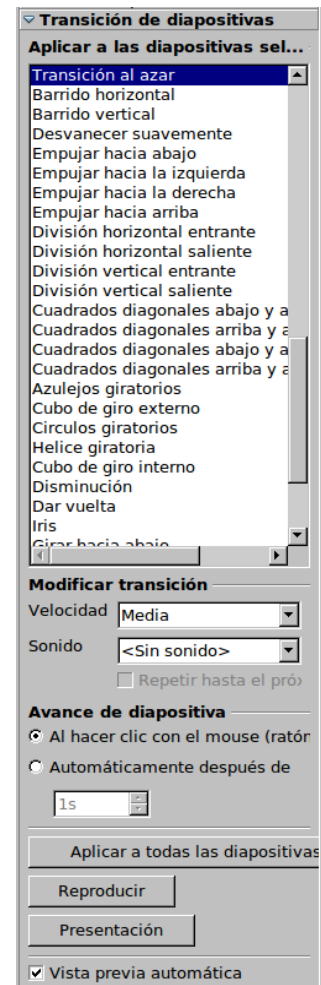 Transición de diapositivas
Aplicar a las diapositivas sel...
Transición al azar
Barrido horizontal
Barrido vertical
Desvanecer suavemente
Empujar hacia abajo
Empujar hacia la izquierda
Empujar hacia la derecha
Empujar hacia arriba
División horizontal entrante
División horizontal saliente
División vertical entrante
División vertical saliente
Cuadrados diagonales abajo y a
Cuadrados diagonales arriba y a
Cuadrados diagonales abajo y a
Cuadrados diagonales arriba y a
Azulejos giratorios
Cubo de giro externo
Circulos giratorios
Helice giratoria
Cubo de giro interno
Disminución
Dar vuelta
Iris
Girar hacia abajo
Modificar transición
Velocidad Media
Sonido <Sin sonido>
Repetir hasta el próx
Avance de diapositiva
Al hacer clic con el mouse (ratón
Automáticamente después de
1s
Aplicar a todas las diapositivas
Reproducir
Presentación
Vista previa automática